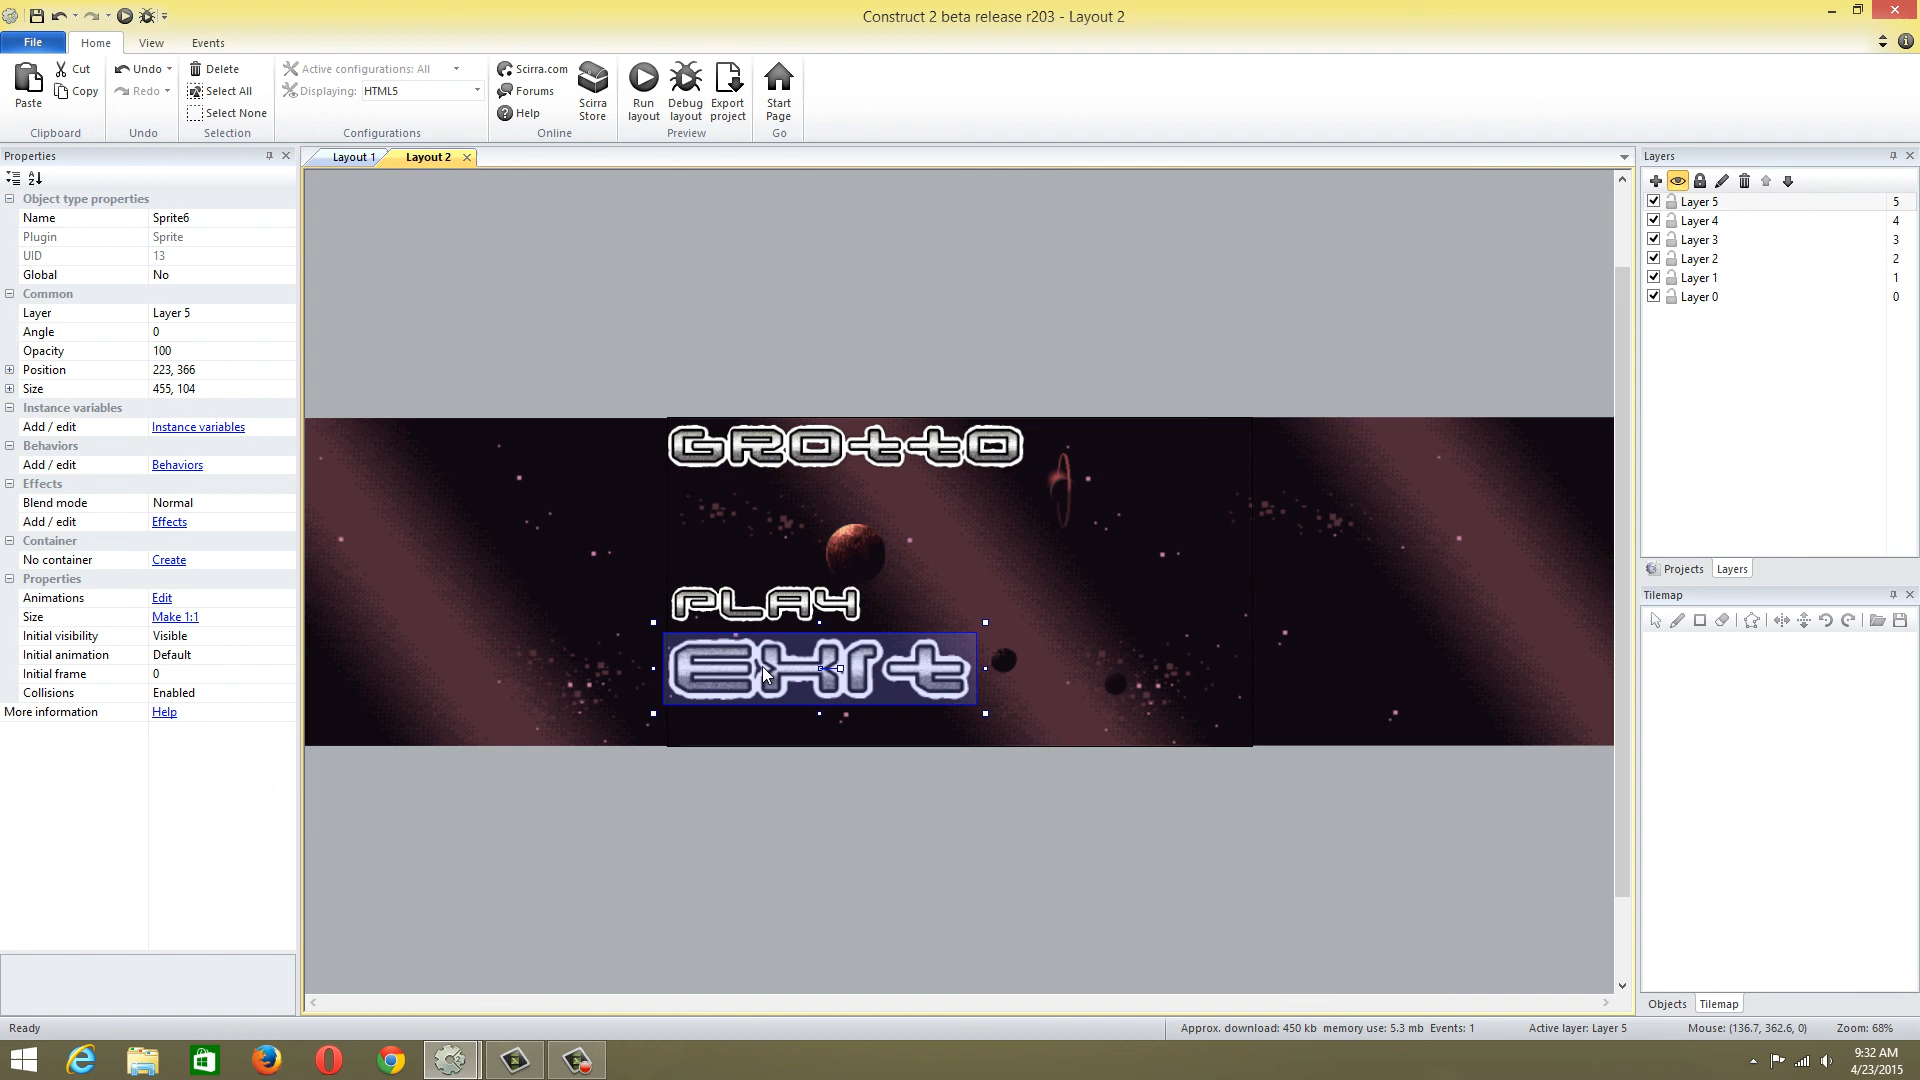 Construct 2 beta release r203 - Layout 2
File
Home
View
Events
Paste
Cut
Copy
Clipboard
Undo
Redo
Undo
Delete
Select All
Select None
Selection
Active configurations: All
Displaying: HTML5
Configurations
Scirra.com
Forums
Help
Scirra Store
Online
Run layout
Debug layout
Export project
Preview
Start Page
Go
Properties
Object type properties
Name Sprite6
Plugin Sprite
UID 13
Global No
Common
Layer Layer 5
Angle 0
Opacity 100
Position 223, 366
Size 455, 104
Instance variables
Add / edit Instance variables
Behaviors
Add / edit Behaviors
Effects
Blend mode Normal
Add / edit Effects
Container
No container Create
Properties
Animations Edit
Size Make 1:1
Initial visibility Visible
Initial animation Default
Initial frame 0
Collisions Enabled
More information Help
Layout 1
Layout 2
GROttO
PLAY
EXIt
Layers
Layer 5 5
Layer 4 4
Layer 3 3
Layer 2 2
Layer 1 1
Layer 0 0
Projects
Layers
Tilemap
Objects
Tilemap
Ready
Approx. download: 450 kb memory use: 5.3 mb Events: 1
Active layer: Layer 5
Mouse: (136.7, 362.6, 0)
Zoom: 68%
9:32 AM
4/23/2015